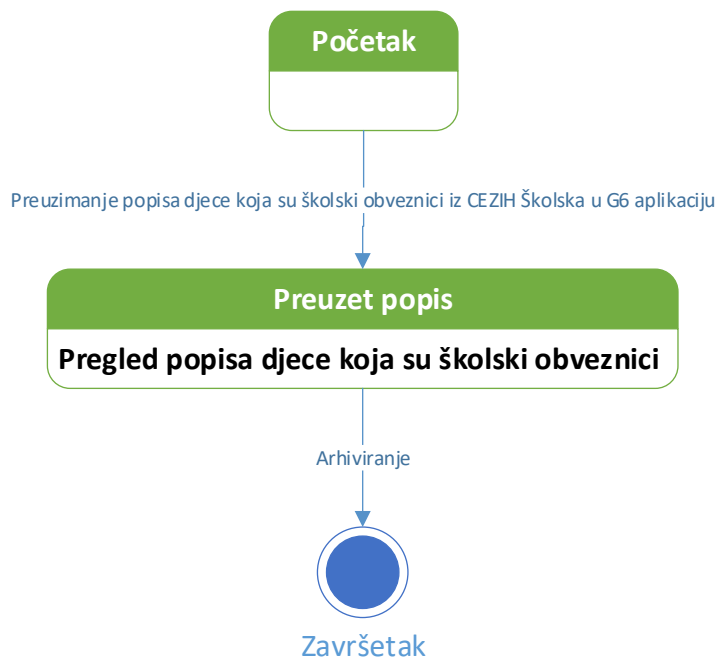 Početak
Preuzimanje popisa djece koja su školski obveznici iz CEZIH Školska u G6 aplikaciju
Preuzet popis
Pregled popisa djece koja su školski obveznici
Arhiviranje
Završetak